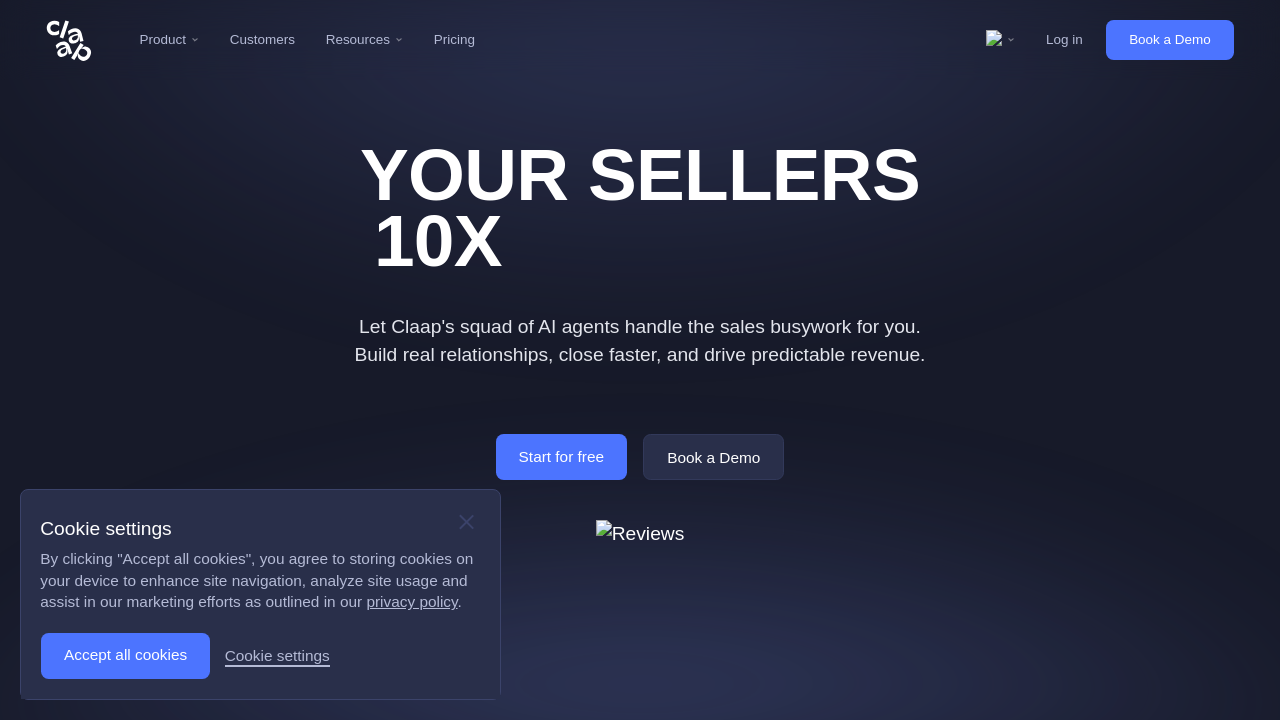 claap
Product
Customers
Resources
Pricing
Log in
Book a Demo
YOUR SELLERS
10X
Let Claap's squad of AI agents handle the sales busywork for you.
Build real relationships, close faster, and drive predictable revenue.
Start for free
Book a Demo
Reviews
Cookie settings
By clicking "Accept all cookies", you agree to storing cookies on
your device to enhance site navigation, analyze site usage and
assist in our marketing efforts as outlined in our privacy policy.
Accept all cookies
Cookie settings